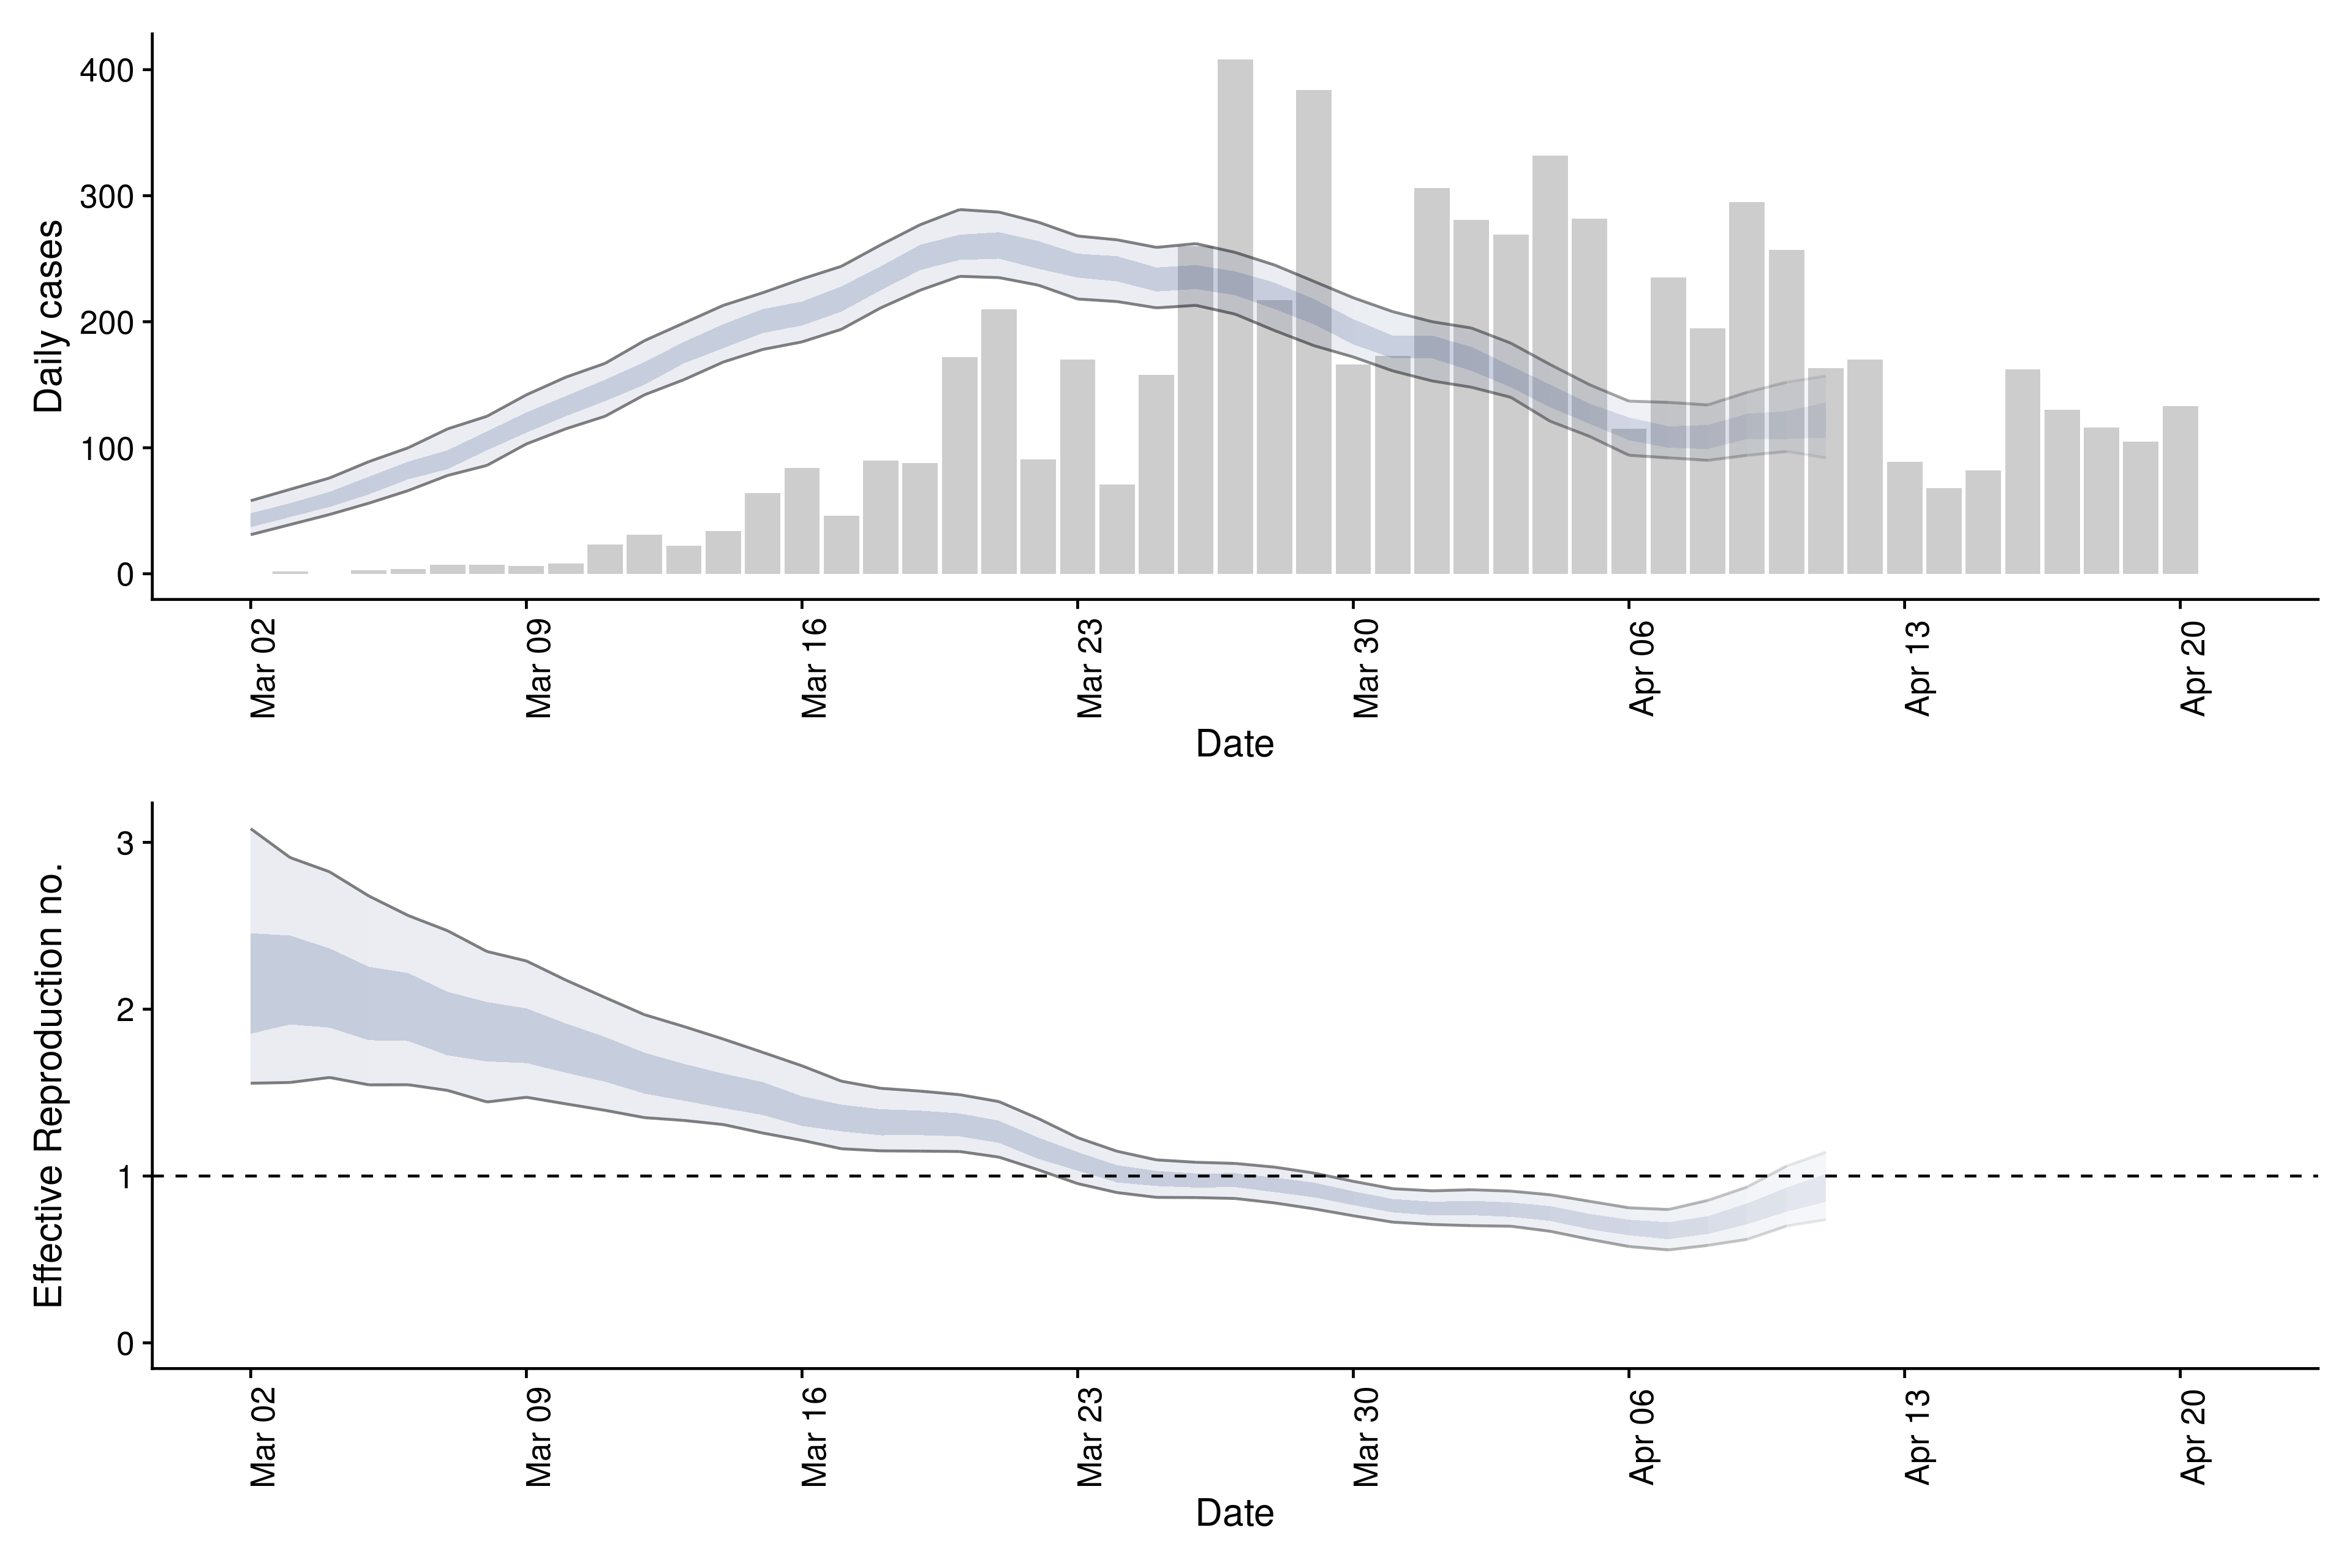 Daily cases
400
300
200
100
0
Mar 02
Mar 09
Mar 16
Mar 23
Mar 30
Apr 06
Apr 13
Apr 20
Date
Effective Reproduction no.
3
2
1
0
Mar 02
Mar 09
Mar 16
Mar 23
Mar 30
Apr 06
Apr 13
Apr 20
Date